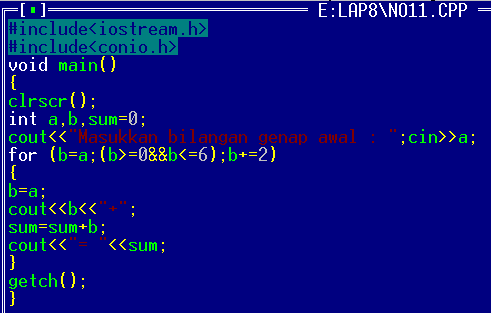 [▪] E:LAP8\NO11.CPP
#include<iostream.h>
#include<conio.h>
void main()
{
clrscr();
int a,b,sum=0;
cout<<"Masukkan bilangan genap awal : ";cin>>a;
for (b=a;(b>=0&&b<=6);b+=2)
{
b=a;
cout<<b<<"+";
sum=sum+b;
cout<<"= "<<sum;
}
getch();
}